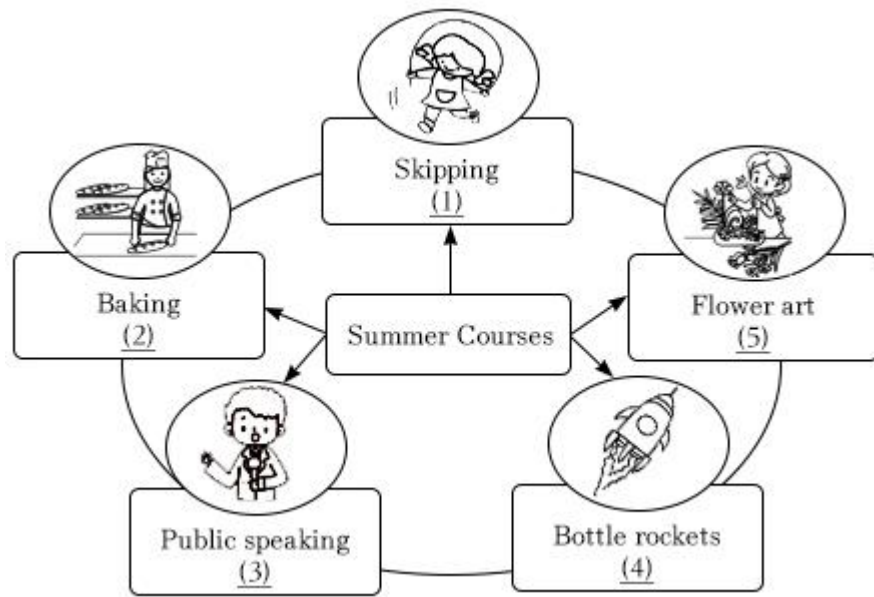 Skipping
(1)
Baking
(2)
Summer Courses
Flower art
(5)
Public speaking
(3)
Bottle rockets
(4)